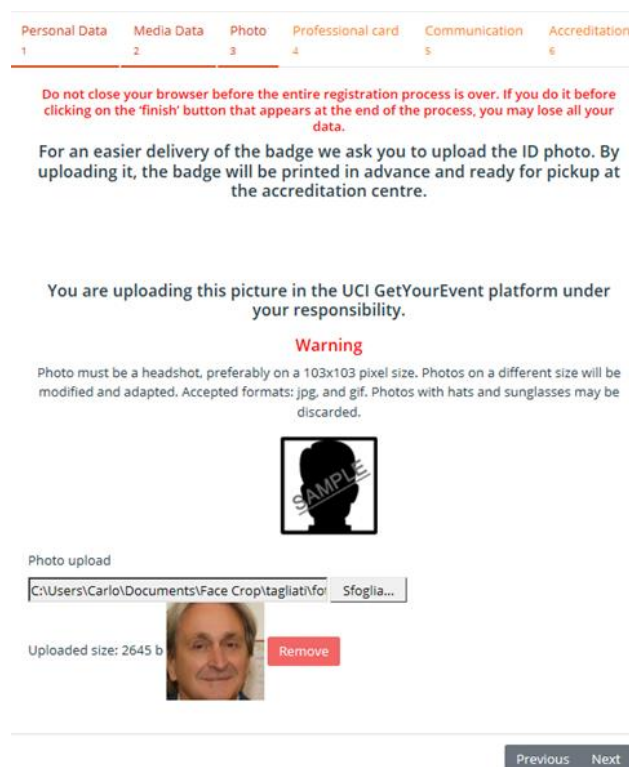 Personal Data Media Data Photo Professional card Communication Accreditation
1 2 3 4 5 6
Do not close your browser before the entire registration process is over. If you do it before
clicking on the ‘finish’ button that appears at the end of the process, you may lose all your
data.
For an easier delivery of the badge we ask you to upload the ID photo. By
uploading it, the badge will be printed in advance and ready for pickup at
the accreditation centre.
You are uploading this picture in the UCI GetYourEvent platform under
your responsibility.
Warning
Photo must be a headshot, preferably on a 103x103 pixel size. Photos on a different size will be
modified and adapted. Accepted formats: jpg, and gif. Photos with hats and sunglasses may be
discarded.
SAMPLE
Photo upload
C:\Users\Carlo\Documents\Face Crop\tagliati\fot Sfoglia...
Uploaded size: 2645 b Remove
Previous Next